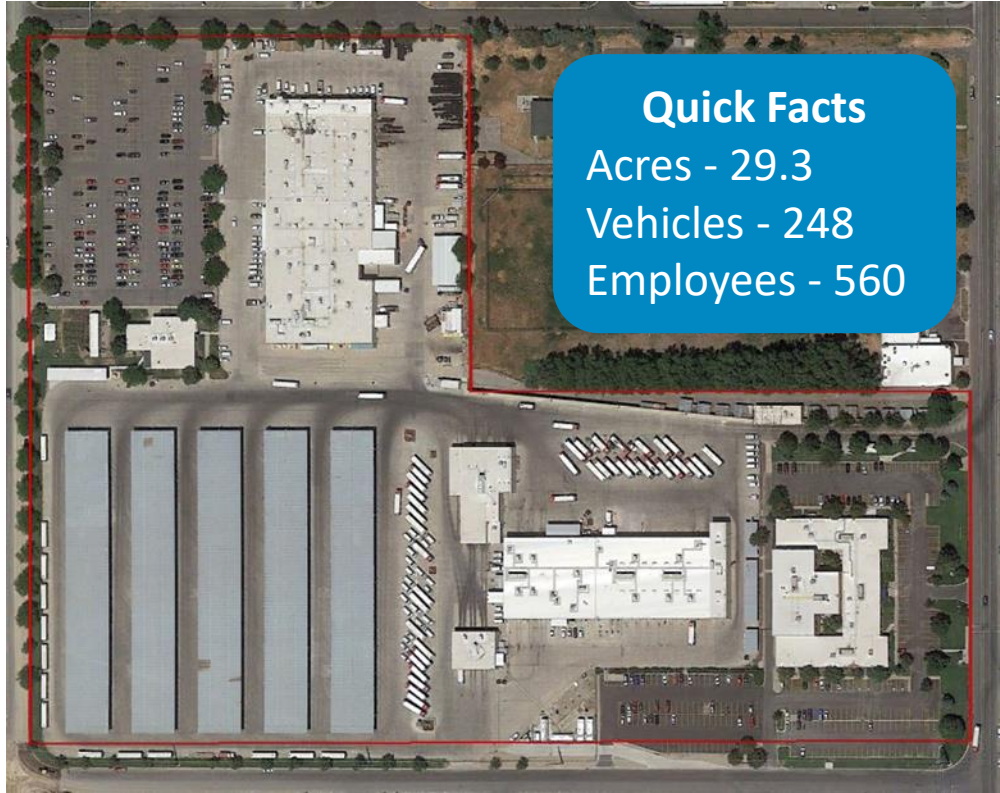 Quick Facts
Acres - 29.3
Vehicles - 248
Employees - 560